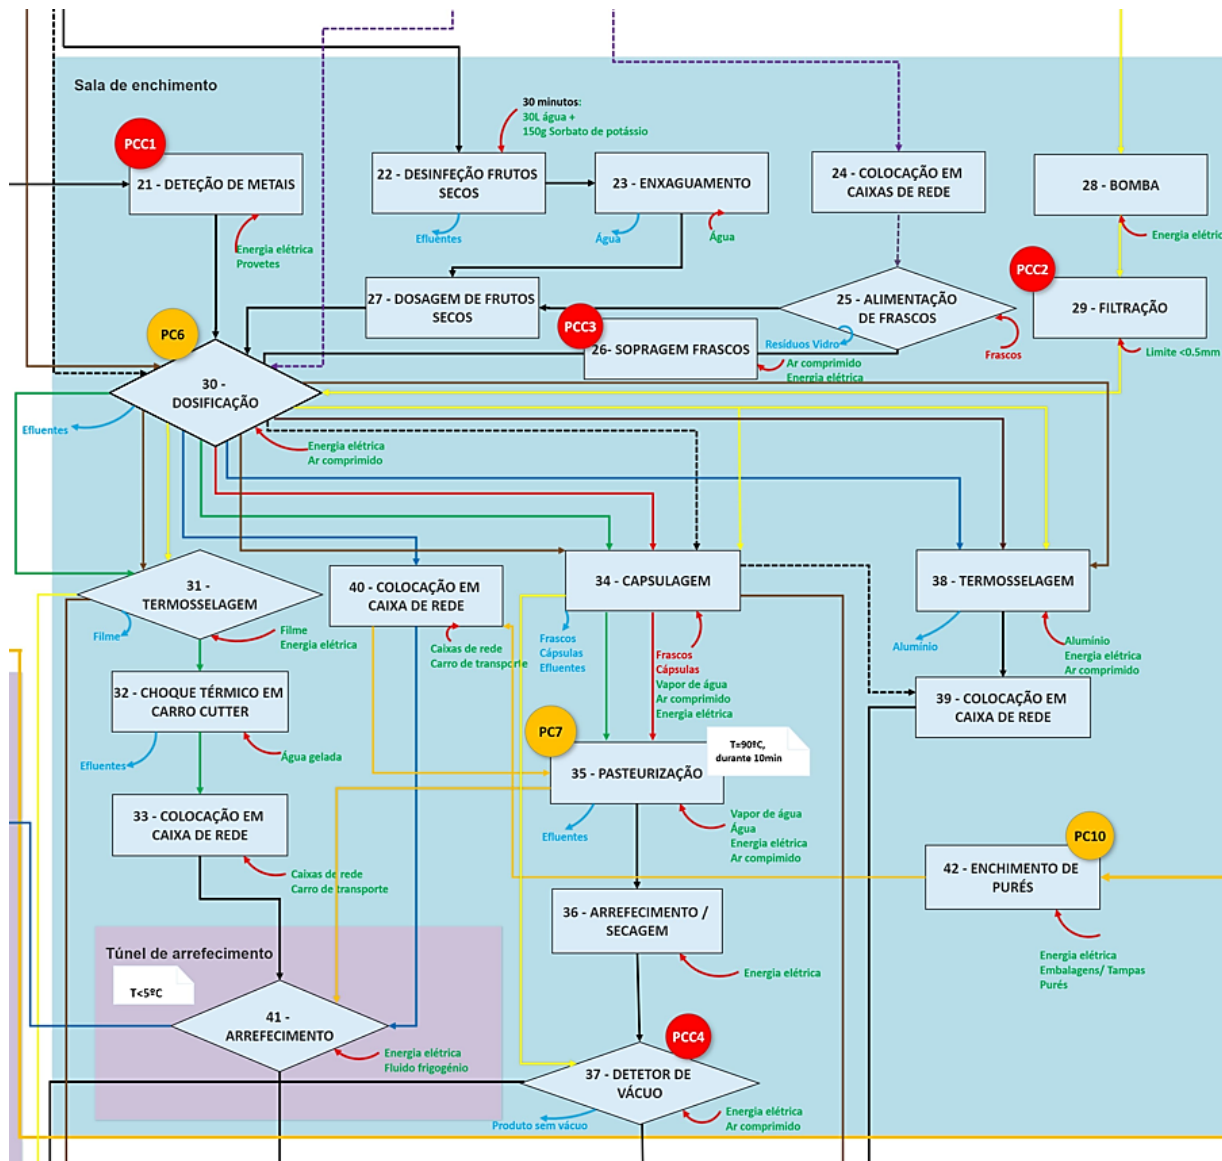 Sala de enchimento
30 minutos:
30L água +
150g Sorbato de potássio
PCC1
21 - DETEÇÃO DE METAIS
Energia elétrica
Provetes
22 - DESINFEÇÃO FRUTOS
SECOS
Efluentes
23 - ENXAGUAMENTO
Água
Água
24 - COLOCAÇÃO EM
CAIXAS DE REDE
28 - BOMBA
Energia elétric
PCC2
29 - FILTRAÇÃO
Limite <0.5mm
27 - DOSAGEM DE FRUTOS
SECOS
25 - ALIMENTAÇÃO
DE FRASCOS
Resíduos Vidro
Frascos
PCC3
26- SOPRAGEM FRASCOS
Ar comprimido
Energia elétrica
PC6
30 -
DOSIFICAÇÃO
Efluentes
Energia elétrica
Ar comprimido
31 -
TERMOSSELAGEM
Filme
Filme
Energia elétrica
40 - COLOCAÇÃO EM
CAIXA DE REDE
Caixas de rede
Carro de transporte
34 - CAPSULAGEM
Frascos
Cápsulas
Efluentes
Frascos
Cápsulas
Vapor de água
Ar comprimido
Energia elétrica
38 - TERMOSSELAGEM
Alumínio
Alumínio
Energia elétrica
Ar comprimido
32 - CHOQUE TÉRMICO EM
CARRO CUTTER
Efluentes
Água gelada
39 - COLOCAÇÃO EM
CAIXA DE REDE
PC7
35 - PASTEURIZAÇÃO
T=90ºC,
durante 10min
Efluentes
Vapor de água
Água
Energia elétrica
Ar compimido
33 - COLOCAÇÃO EM
CAIXA DE REDE
Caixas de rede
Carro de transporte
PC10
42 - ENCHIMENTO DE
PURÉS
Energia elétrica
Embalagens/ Tampas
Purés
36 - ARREFECIMENTO /
SECAGEM
Energia elétrica
Túnel de arrefecimento
T<5ºC
41 -
ARREFECIMENTO
Energia elétrica
Fluido frigogénio
PCC4
37 - DETETOR DE
VÁCUO
Produto sem vácuo
Energia elétrica
Ar comprimido